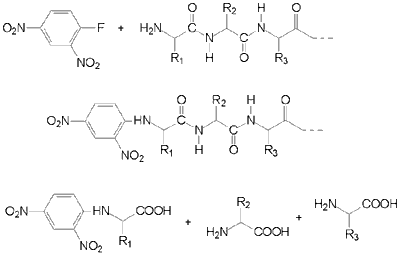 O₂N F + H₂N O R₂ H N O
NO₂ R₁ N H O R₃
O₂N HN O R₂ H N O
NO₂ R₁ N H O R₃
O₂N HN COOH + R₂ + H₂N COOH
NO₂ R₁ H₂N COOH R₃